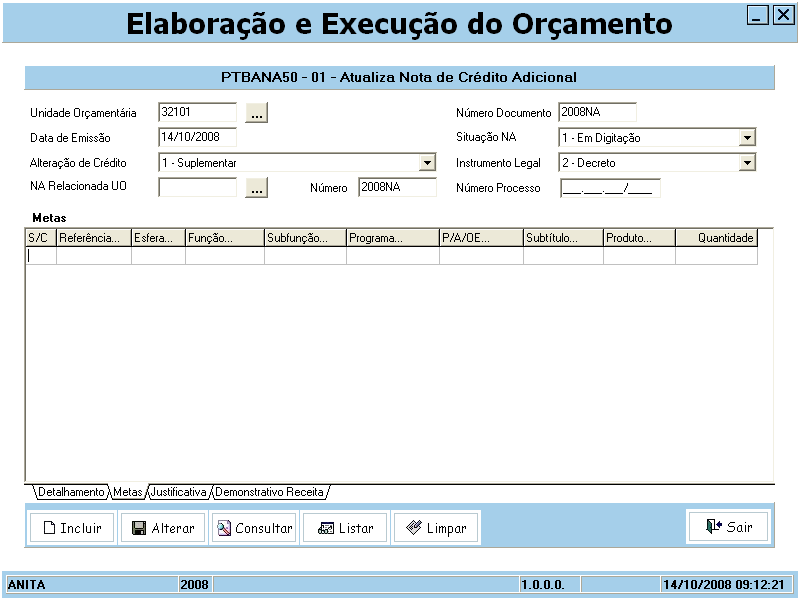 Elaboração e Execução do Orçamento
PTBANA50 - 01 - Atualiza Nota de Crédito Adicional
Unidade Orçamentária 32101 ... Número Documento 2008NA
Data de Emissão 14/10/2008 Situação NA 1 - Em Digitação
Alteração de Crédito 1 - Suplementar Instrumento Legal 2 - Decreto
NA Relacionada UO ... Número 2008NA Número Processo ___.___.___/____
Metas
S/C Referência... Esfera... Função... Subfunção... Programa... P/A/OE... Subtítulo... Produto... Quantidade
Detalhamento Metas Justificativa Demonstrativo Receita
Incluir Alterar Consultar Listar Limpar Sair
ANITA 2008 1.0.0.0. 14/10/2008 09:12:21